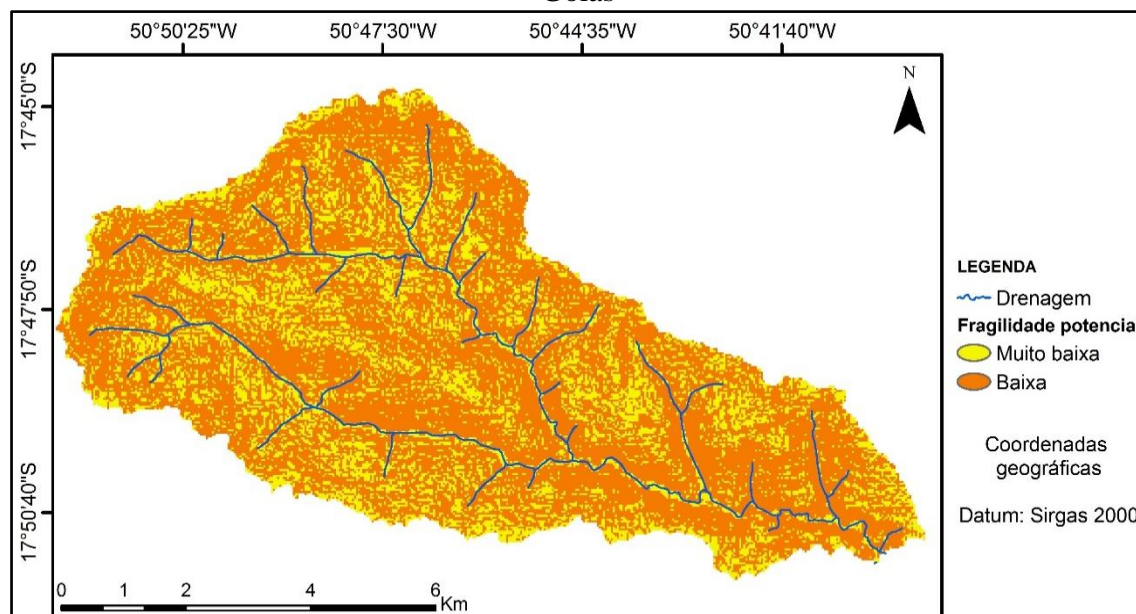 Goiás
50°50'25"W 50°47'30"W 50°44'35"W 50°41'40"W
17°45'0"S
17°47'50"S
17°50'40"S
N
LEGENDA
Drenagem
Fragilidade potencia
Muito baixa
Baixa
Coordenadas
geográficas
Datum: Sirgas 2000
0 1 2 4 6
Km